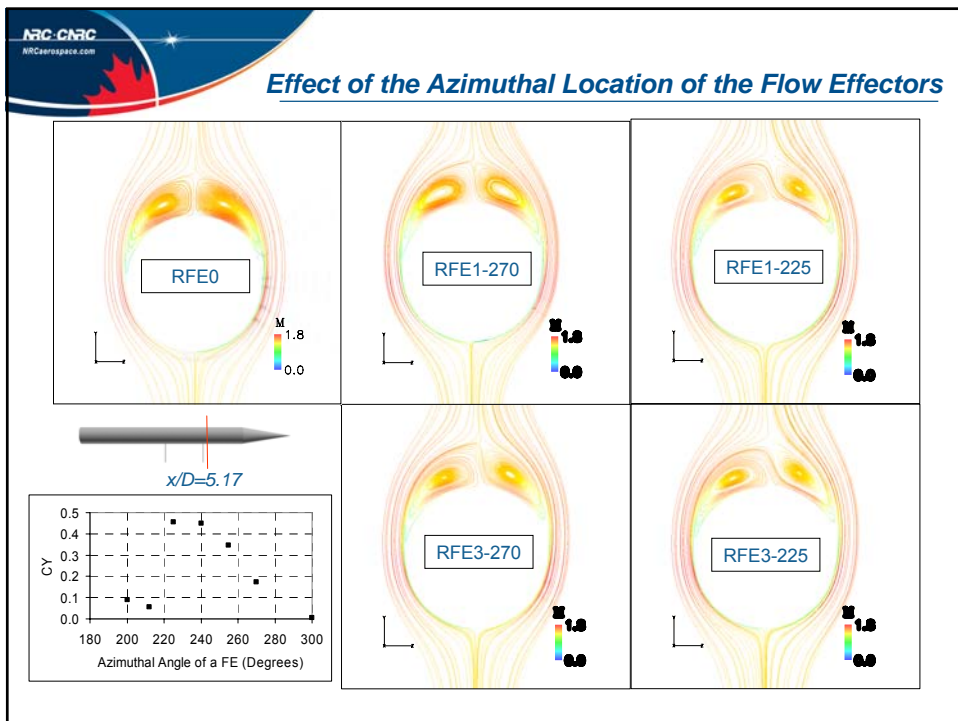 NRC·CNRC
NRCaerospace.com
Effect of the Azimuthal Location of the Flow Effectors
RFE0
M
1.8
0.0
RFE1-270
M
1.8
0.0
RFE1-225
M
1.8
0.0
x/D=5.17
CY
0.5
0.4
0.3
0.2
0.1
0.0
180 200 220 240 260 280 300
Azimuthal Angle of a FE (Degrees)
RFE3-270
M
1.8
0.0
RFE3-225
M
1.8
0.0